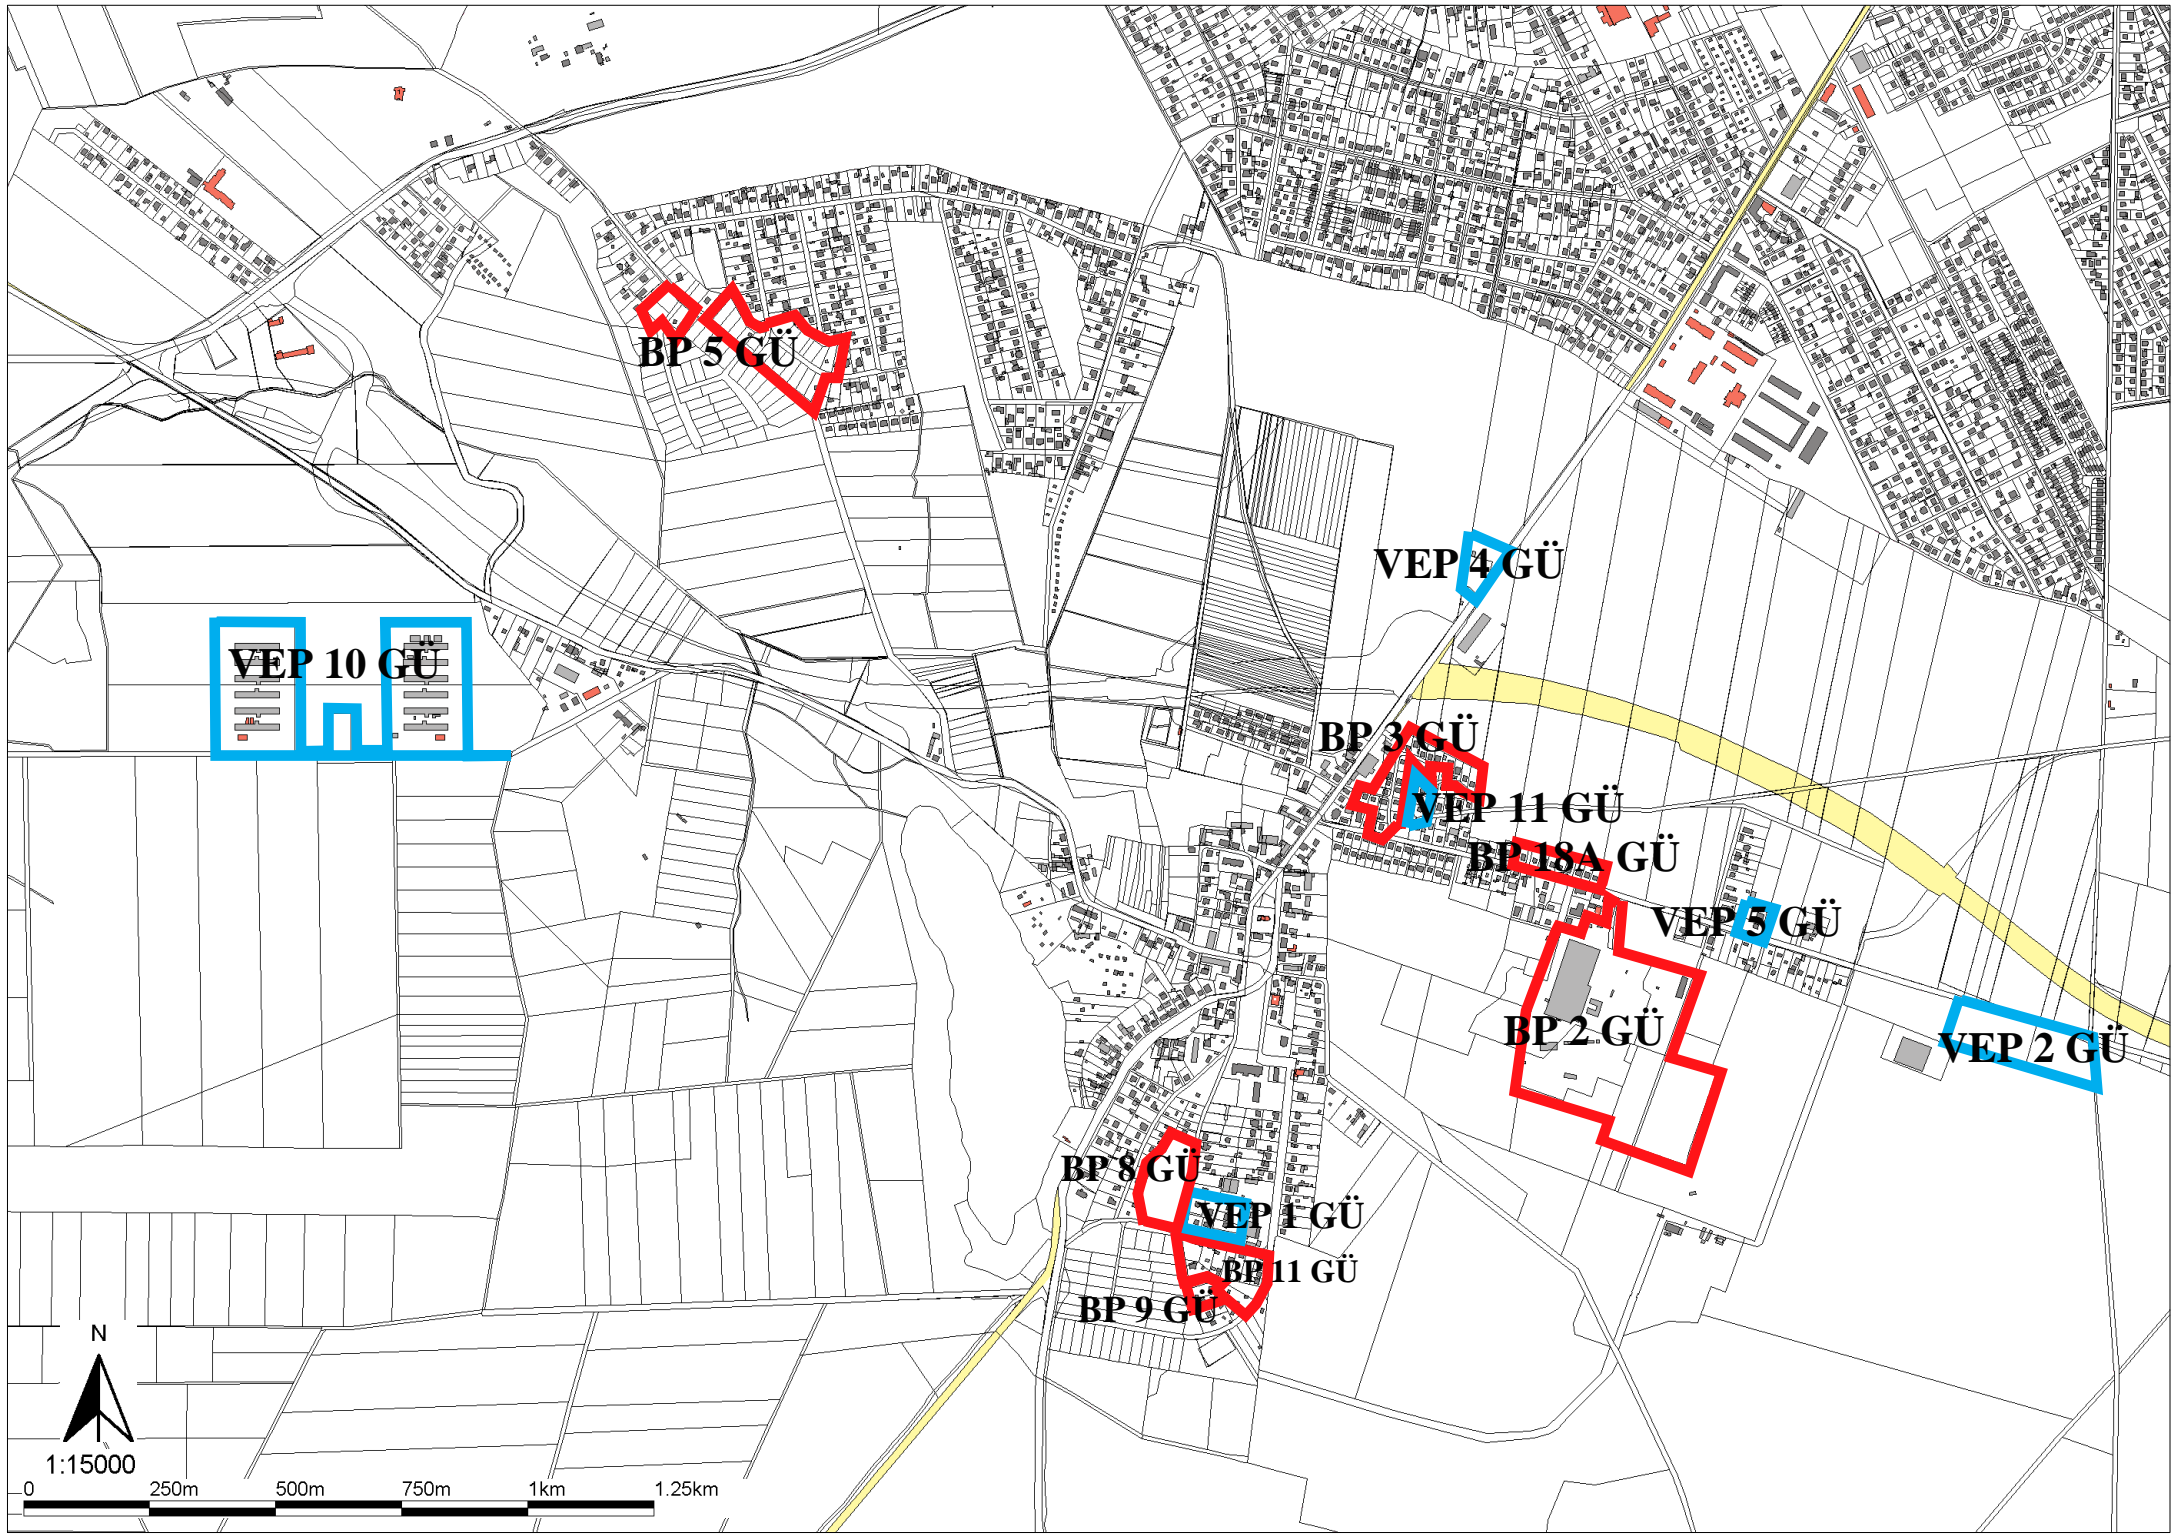 BP 5 GÜ
VEP 4 GÜ
VEP 10 GÜ
BP 3 GÜ
VEP 11 GÜ
BP 18A GÜ
VEP 5 GÜ
BP 2 GÜ
VEP 2 GÜ
BP 8 GÜ
VEP 1 GÜ
BP 11 GÜ
BP 9 GÜ
N
1:15000
0 250m 500m 750m 1km 1.25km